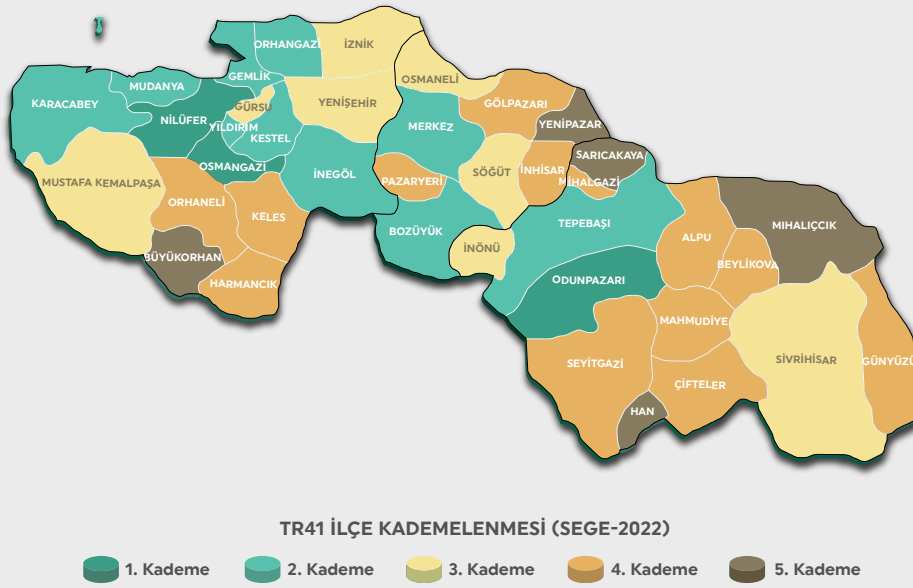 ORHANGAZİ
İZNİK
OSMANELİ
GEMLİK
MUDANYA
KARACABEY
GÜRSU
YENİŞEHİR
GÖLPAZARI
NİLÜFER
YILDIRIM
MERKEZ
YENİPAZAR
KESTEL
SARICAKAYA
OSMANGAZİ
İNEGÖL
SÖĞÜT
İNHİSAR
MUSTAFA KEMALPAŞA
PAZARYERİ
MİHALGAZİ
ORHANELİ
KELES
TEPEBAŞI
MIHALIÇCIK
BOZÜYÜK
ALPU
İNÖNÜ
BÜYÜKORHAN
BEYLİKOVA
HARMANCIK
ODUNPAZARI
MAHMUDİYE
SİVRİHİSAR
GÜNYÜZÜ
SEYİTGAZİ
ÇİFTELER
HAN
TR41 İLÇE KADEMELENMESİ (SEGE-2022)
1. Kademe 2. Kademe 3. Kademe 4. Kademe 5. Kademe